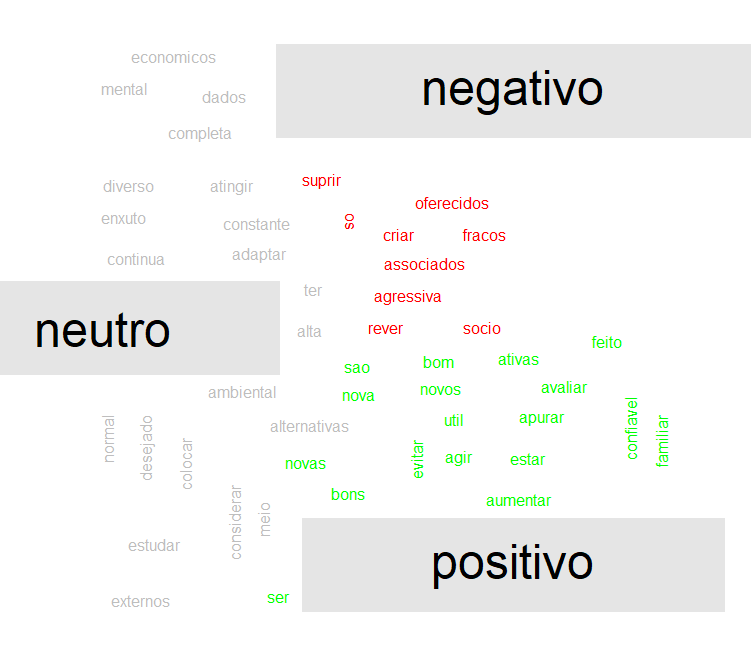 economicos
negativo
mental
dados
completa
suprir
diverso
atingir
oferecidos
enxuto
so
constante
criar
fracos
adaptar
continua
associados
ter
agressiva
neutro
alta
rever
socio
feito
sao
bom
ativas
ambiental
nova
novos
avaliar
alternativas
util
apurar
confiavel
familiar
normal
desejado
colocar
novas
evitar
agir
estar
bons
aumentar
considerar
meio
estudar
positivo
externos
ser